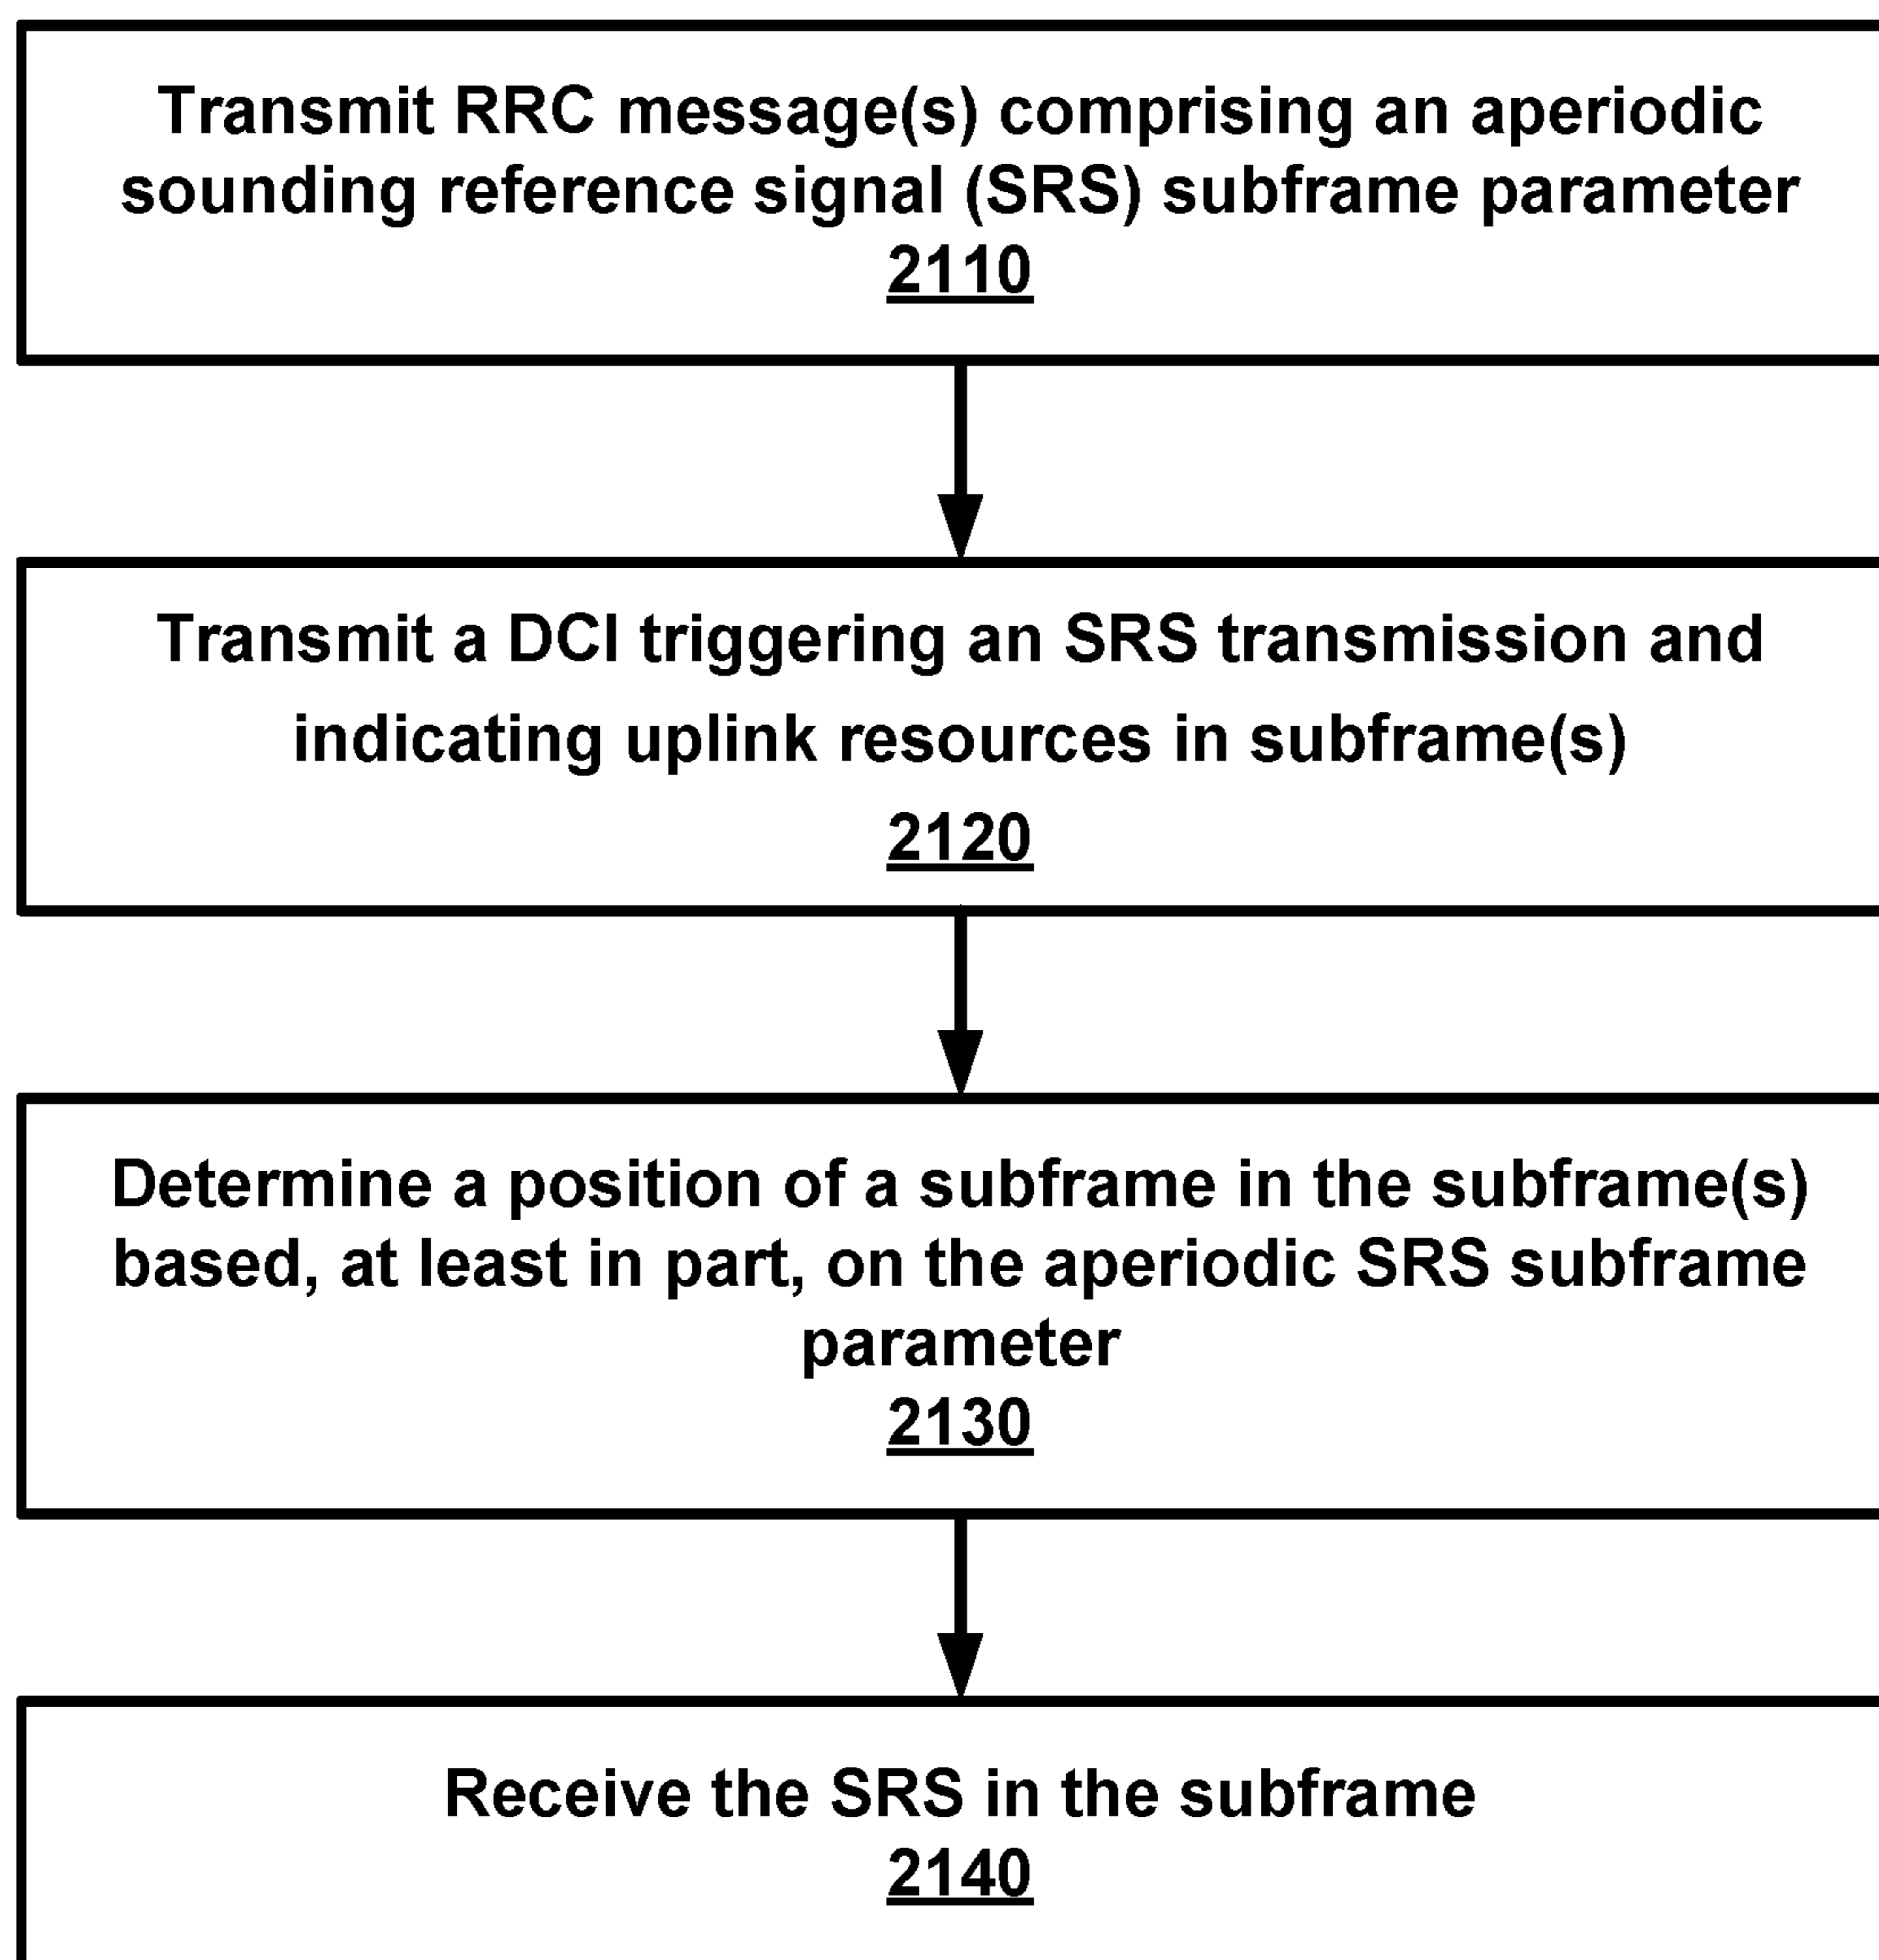 Transmit RRC message(s) comprising an aperiodic
sounding reference signal (SRS) subframe parameter
2110
Transmit a DCI triggering an SRS transmission and
indicating uplink resources in subframe(s)
2120
Determine a position of a subframe in the subframe(s)
based, at least in part, on the aperiodic SRS subframe
parameter
2130
Receive the SRS in the subframe
2140